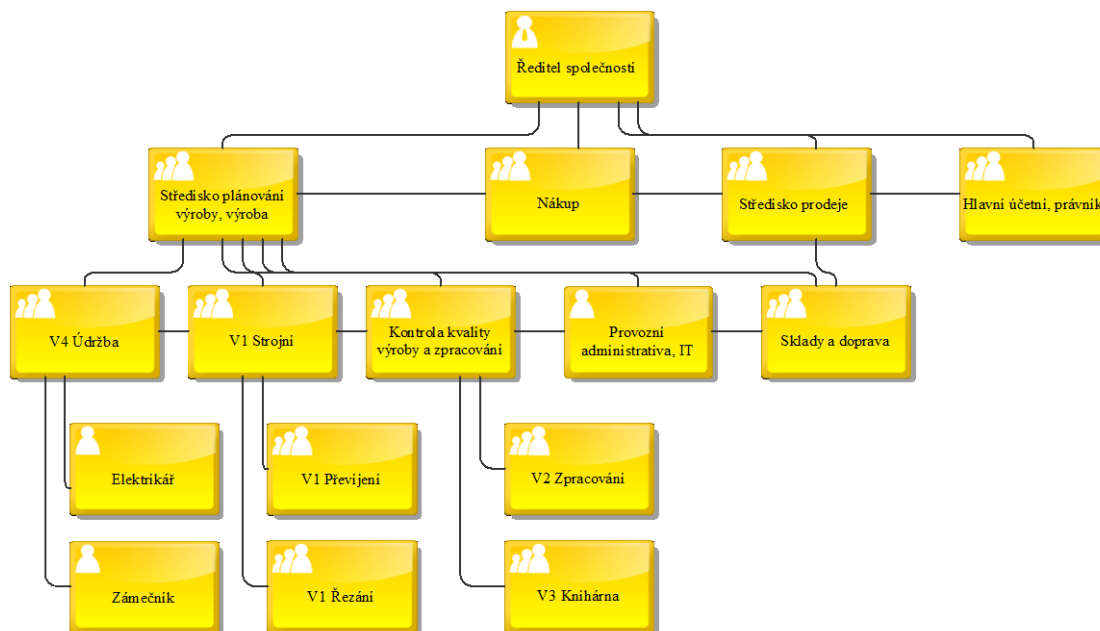 Ředitel společnosti
Středisko plánování
výroby, výroba
Nákup
Středisko prodeje
Hlavní účetní, právník
V4 Údržba
V1 Strojní
Kontrola kvality
výroby a zpracování
Provozní
administrativa, IT
Sklady a doprava
Elektrikář
V1 Převíjení
V2 Zpracování
Zámečník
V1 Řezání
V3 Knihárna